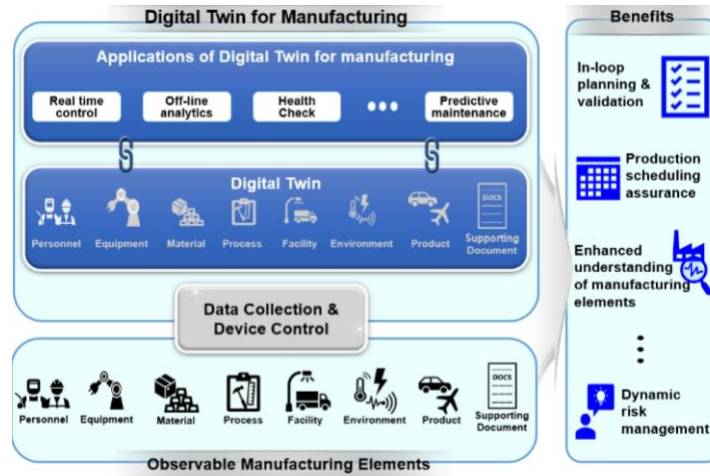 Digital Twin for Manufacturing
Applications of Digital Twin for manufacturing
Real time
control
Off-line
analytics
Health
Check
Predictive
maintenance
Digital Twin
DOCS
Personnel
Equipment
Material
Process
Facility
Environment
Product
Supporting
Document
Data Collection &
Device Control
DOCS
Personnel
Equipment
Material
Process
Facility
Environment
Product
Supporting
Document
Observable Manufacturing Elements
Benefits
In-loop
planning &
validation
Production
scheduling
assurance
Enhanced
understanding
of manufacturing
elements
Dynamic
risk
management